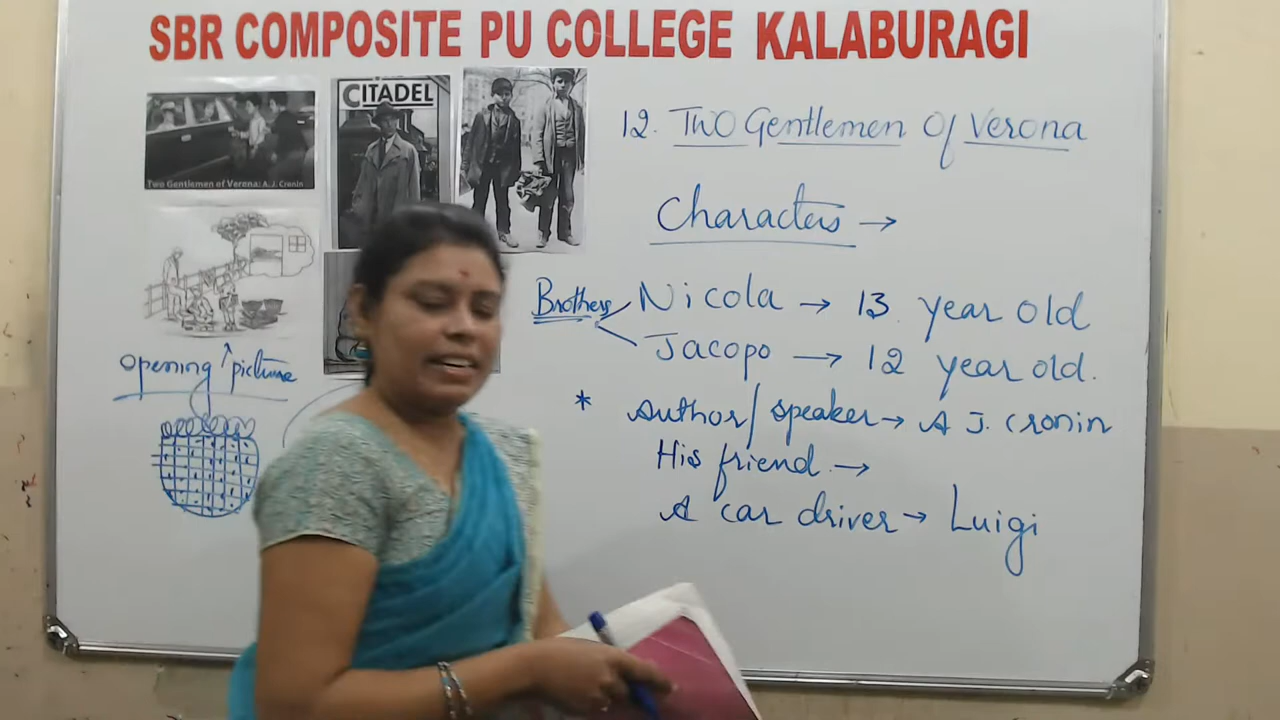 SBR COMPOSITE PU COLLEGE KALABURAGI
Two Gentlemen of Verona: A. J. Cronin
CITADEL
opening picture
12. Two Gentlemen Of Verona
Characters →
Brothers
Nicola → 13 year old
Jacopo → 12 year old.
* Author/speaker → A J. Cronin
His friend →
A car driver → Luigi